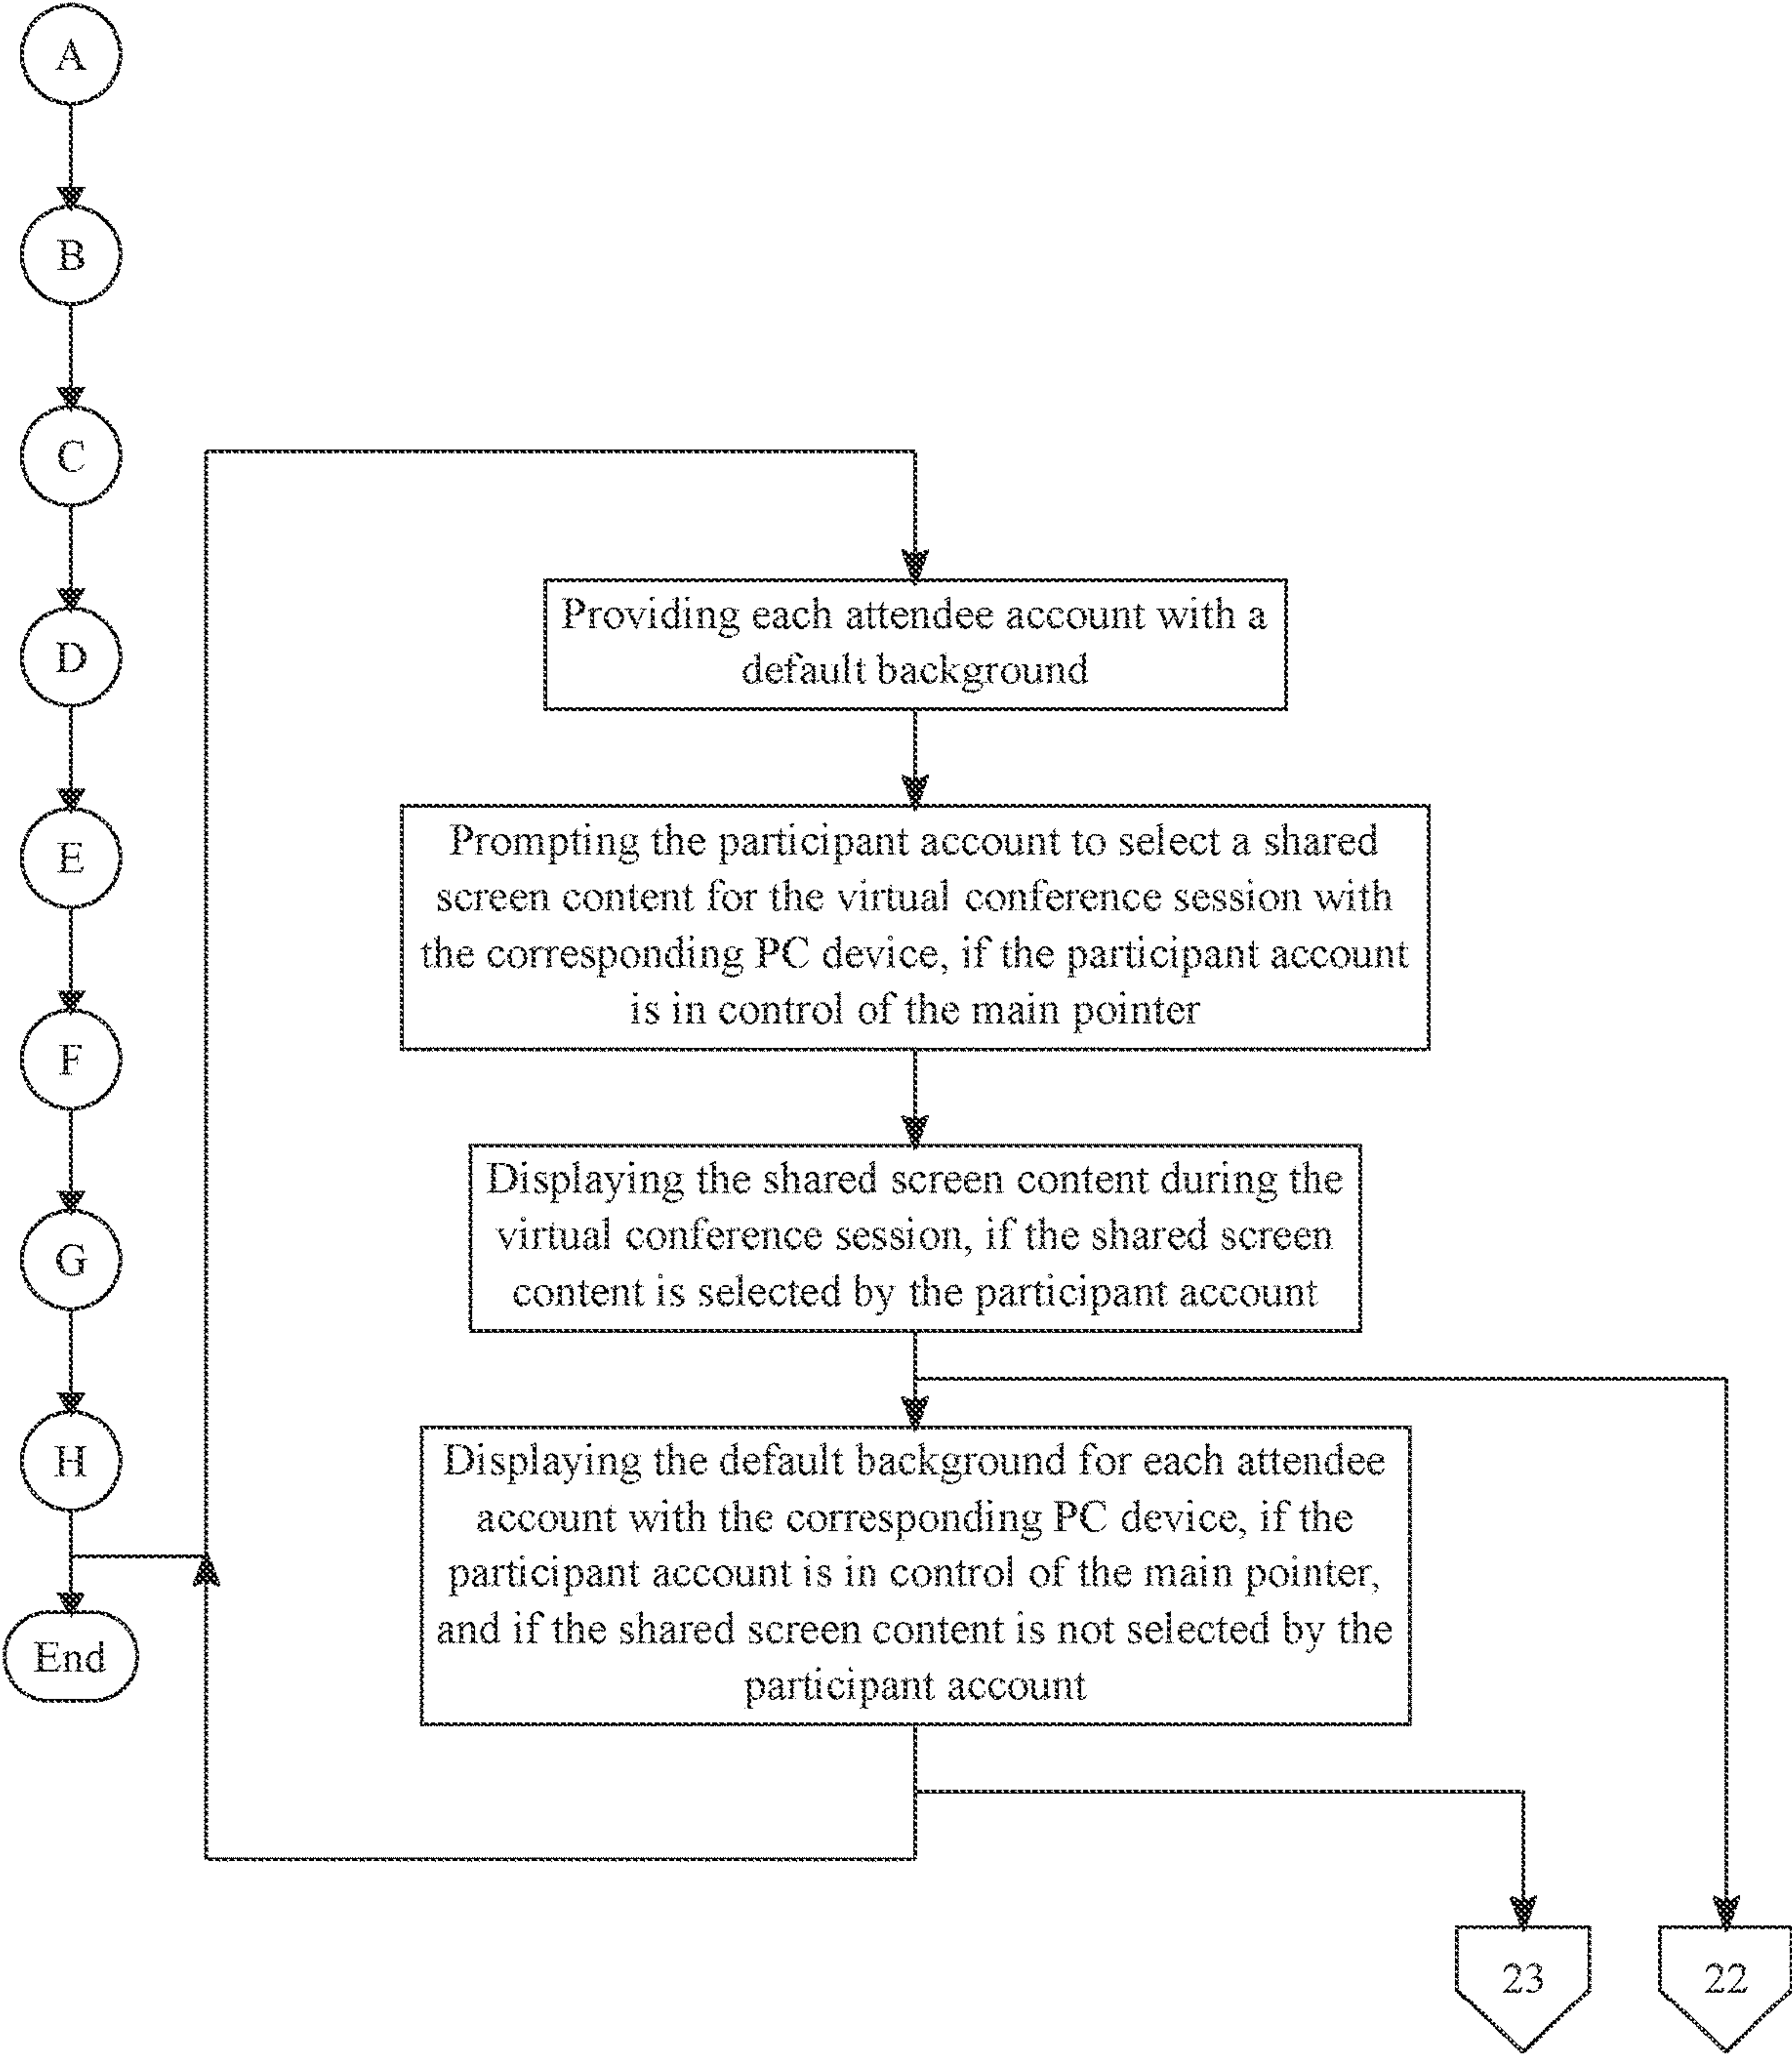 A
B
C
D
E
F
G
H
End
Providing each attendee account with a
default background
Prompting the participant account to select a shared
screen content for the virtual conference session with
the corresponding PC device, if the participant account
is in control of the main pointer
Displaying the shared screen content during the
virtual conference session, if the shared screen
content is selected by the participant account
Displaying the default background for each attendee
account with the corresponding PC device, if the
participant account is in control of the main pointer,
and if the shared screen content is not selected by the
participant account
23
22